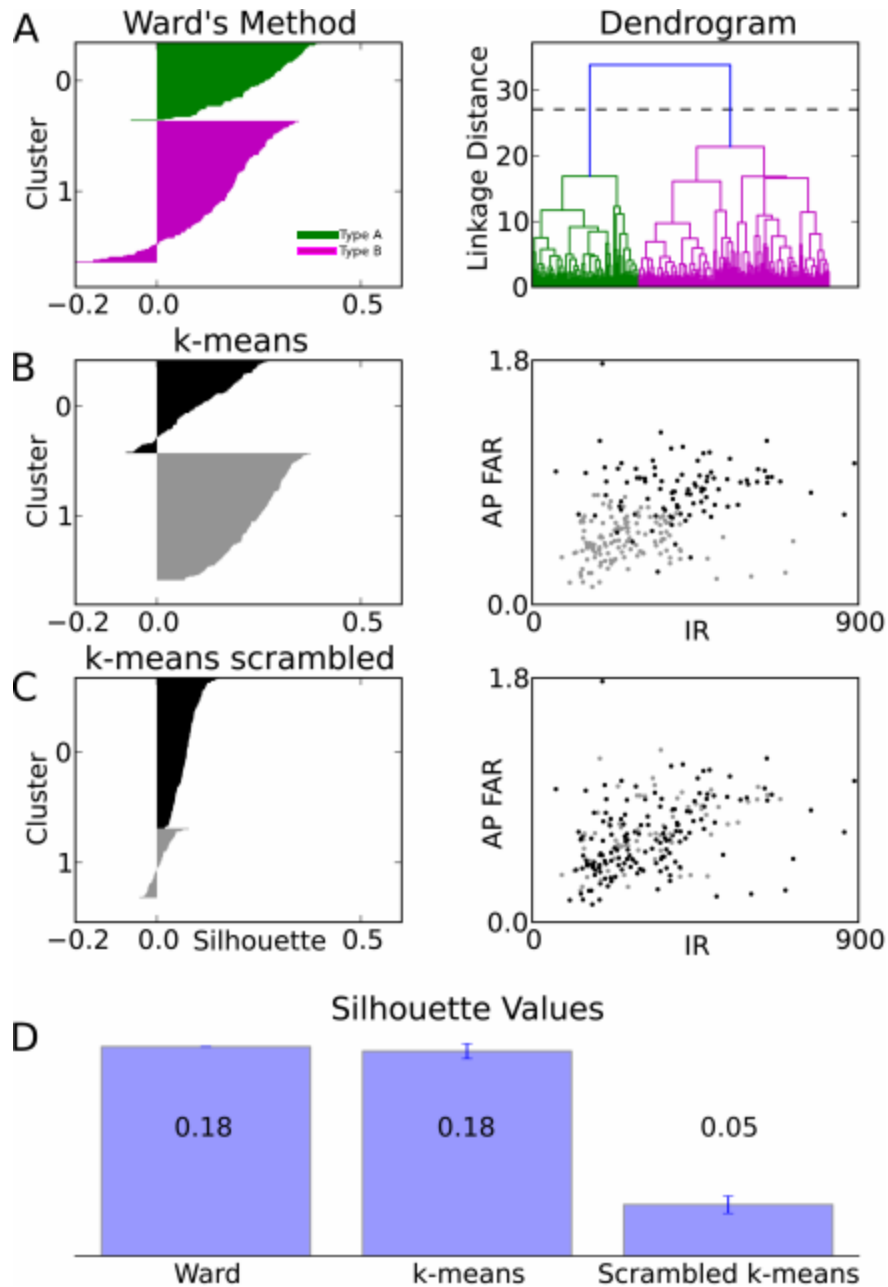 A
Ward's Method
Cluster
0
1
Type A
Type B
−0.2
0.0
0.5
Dendrogram
Linkage Distance
30
20
10
0
B
k-means
Cluster
0
1
−0.2
0.0
0.5
1.8
AP FAR
0.0
0
IR
900
C
k-means scrambled
Cluster
0
1
−0.2
0.0
Silhouette
0.5
1.8
AP FAR
0.0
0
IR
900
D
Silhouette Values
0.18
0.18
0.05
Ward
k-means
Scrambled k-means